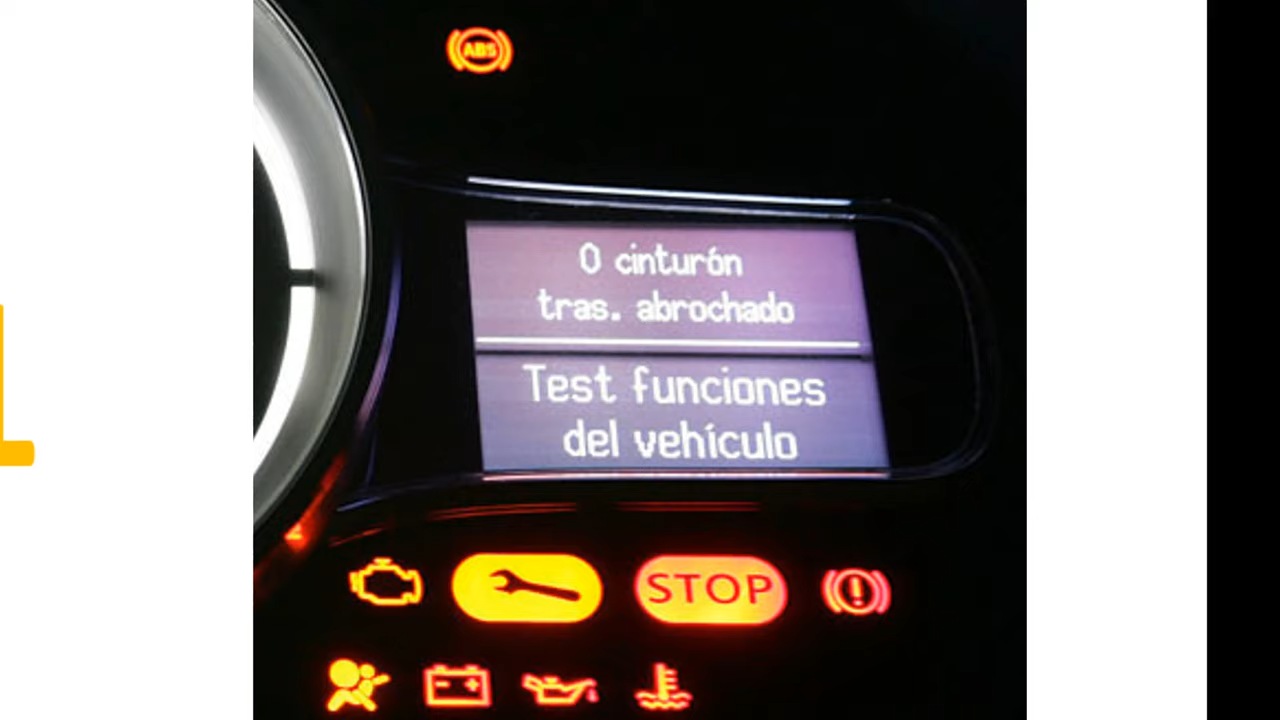 ABS
0 cinturón
tras. abrochado
Test funciones
del vehículo
STOP